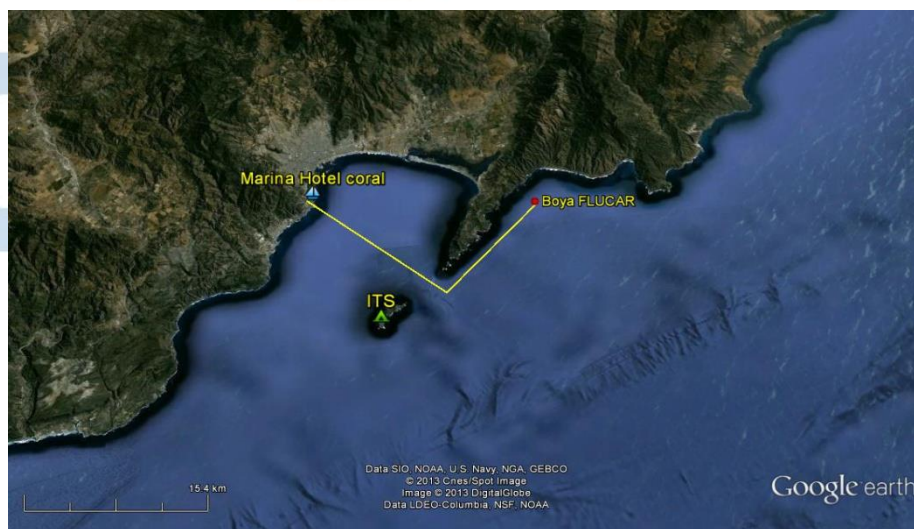 Marina Hotel coral
Boya FLUCAR
ITS
Data SIO, NOAA, U.S. Navy, NGA, GEBCO
© 2013 Cnes/Spot Image
Image © 2013 DigitalGlobe
Data LDEO-Columbia, NSF, NOAA
15.4 km
Google earth